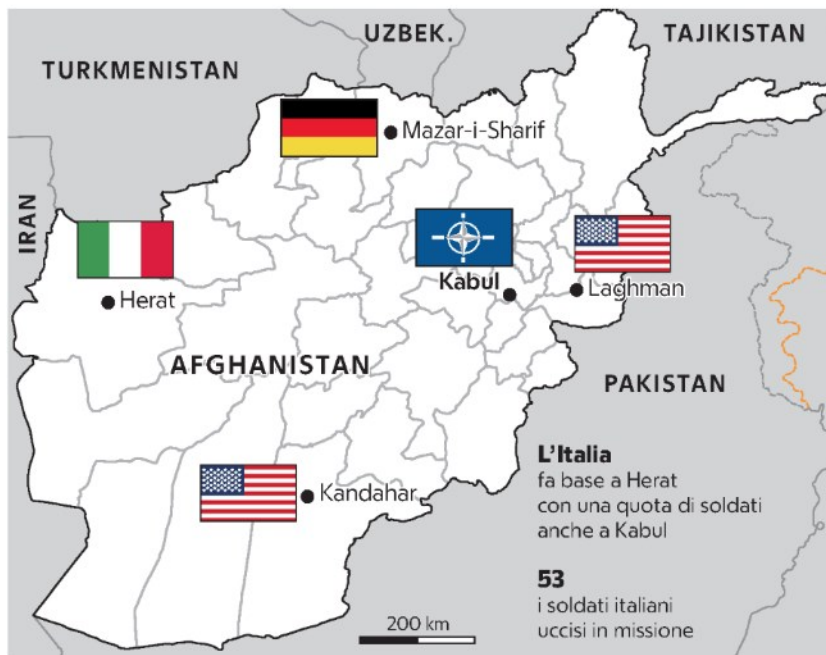 UZBEK.
TAJIKISTAN
TURKMENISTAN
Mazar-i-Sharif
IRAN
Kabul
Laghman
Herat
AFGHANISTAN
PAKISTAN
L'Italia
fa base a Herat
con una quota di soldati
anche a Kabul
Kandahar
53
i soldati italiani
uccisi in missione
200 km